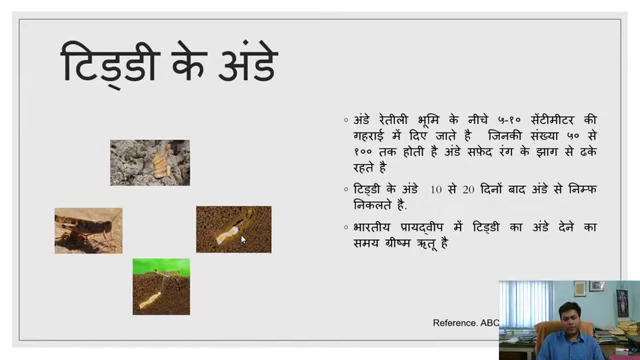 टिड्डी के अंडे
◦ अंडे रेतीली भूमि के नीचे ५-१० सेंटीमीटर की
गहराई में दिए जाते है जिनकी संख्या ५० से
१०० तक होती है अंडे सफ़ेद रंग के झाग से ढके
रहते है
◦ टिड्डी के अंडे 10 से 20 दिनों बाद अंडे से निम्फ
निकलते है.
◦ भारतीय प्रायद्वीप में टिड्डी का अंडे देने का
समय ग्रीष्म ऋतू है
Reference. ABC